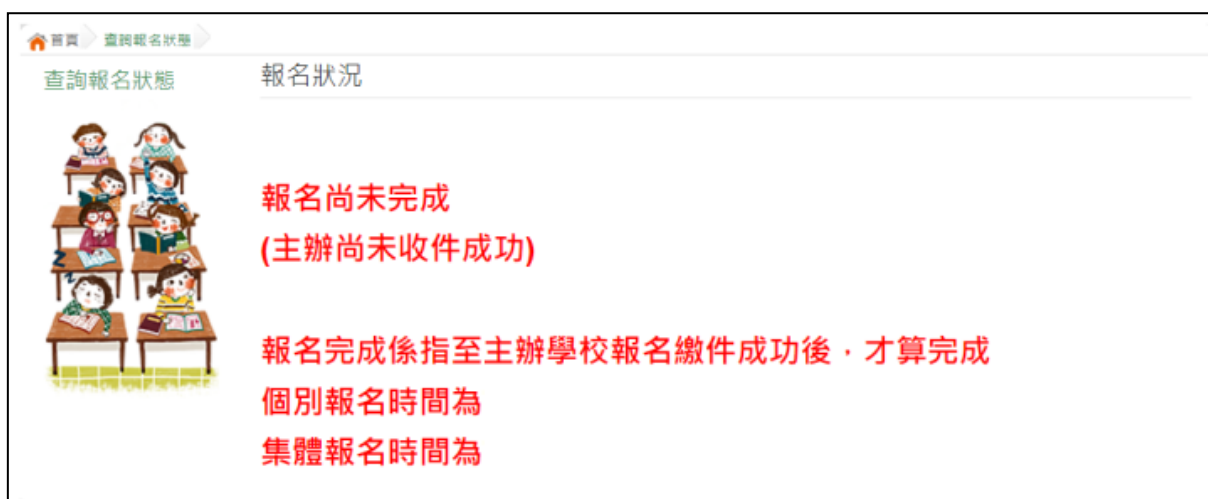 首頁 查詢報名狀態
查詢報名狀態
報名狀況
報名尚未完成
(主辦尚未收件成功)
報名完成係指至主辦學校報名繳件成功後，才算完成
個別報名時間為
集體報名時間為